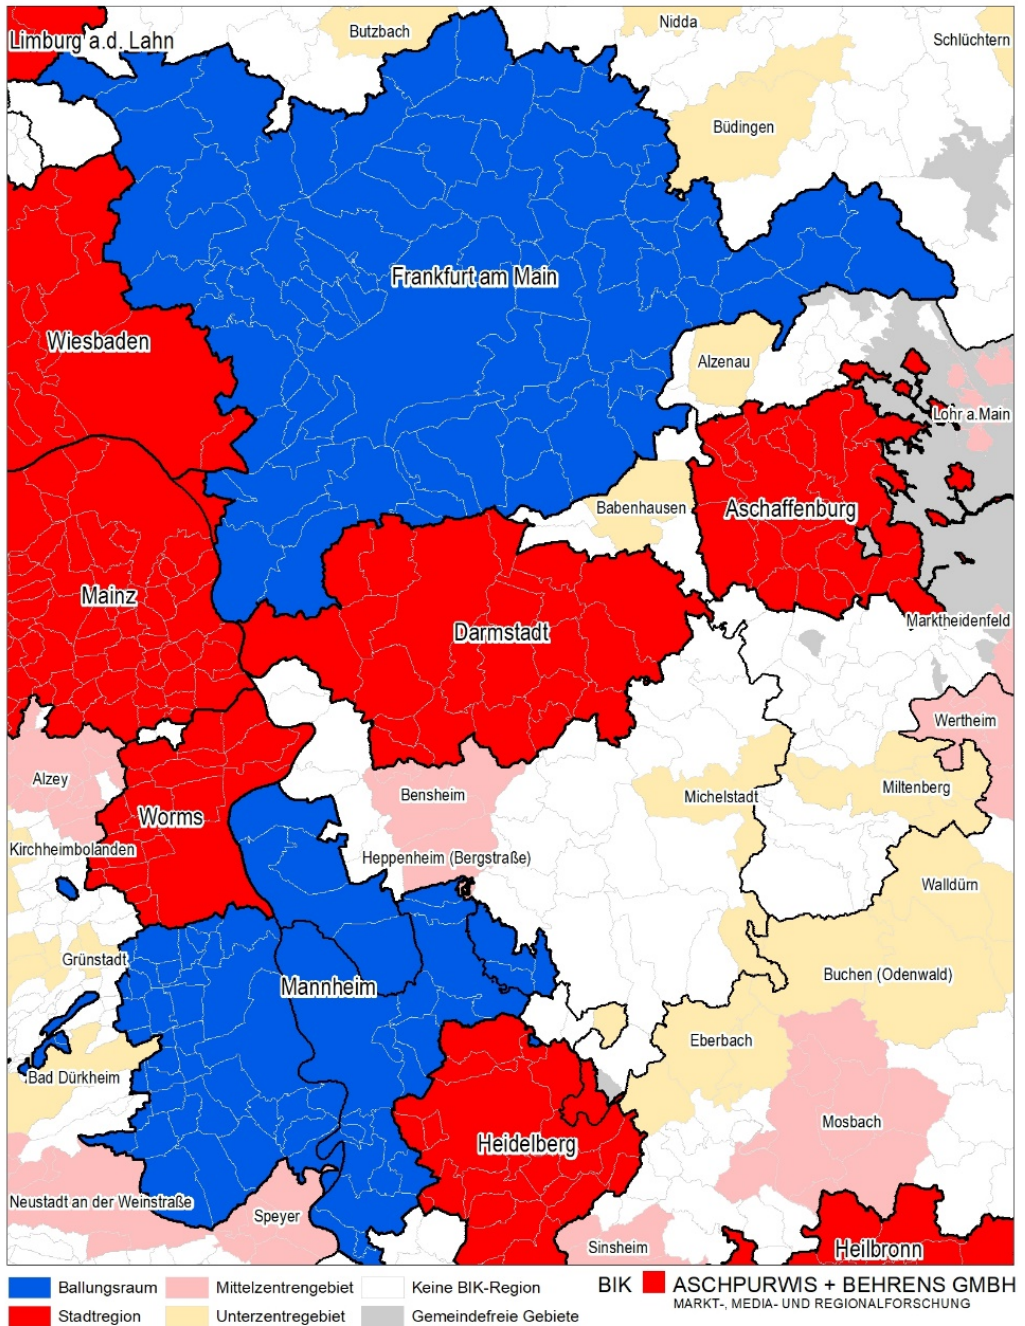 Butzbach
Nidda
Limburg a.d. Lahn
Schlüchtern
Büdingen
Frankfurt am Main
Wiesbaden
Alzenau
Lohr a.Main
Babenhausen
Aschaffenburg
Mainz
Darmstadt
Marktheidenfeld
Wertheim
Alzey
Bensheim
Michelstadt
Miltenberg
Worms
Kirchheimbolanden
Heppenheim (Bergstraße)
Walldürn
Grünstadt
Mannheim
Buchen (Odenwald)
Eberbach
Bad Dürkheim
Mosbach
Heidelberg
Neustadt an der Weinstraße
Speyer
Sinsheim
Heilbronn
Ballungsraum
Mittelzentrengebiet
Keine BIK-Region
Stadtregion
Unterzentrengebiet
Gemeindefreie Gebiete
BIK ASCHPURWIS + BEHRENS GMBH
MARKT-, MEDIA- UND REGIONALFORSCHUNG